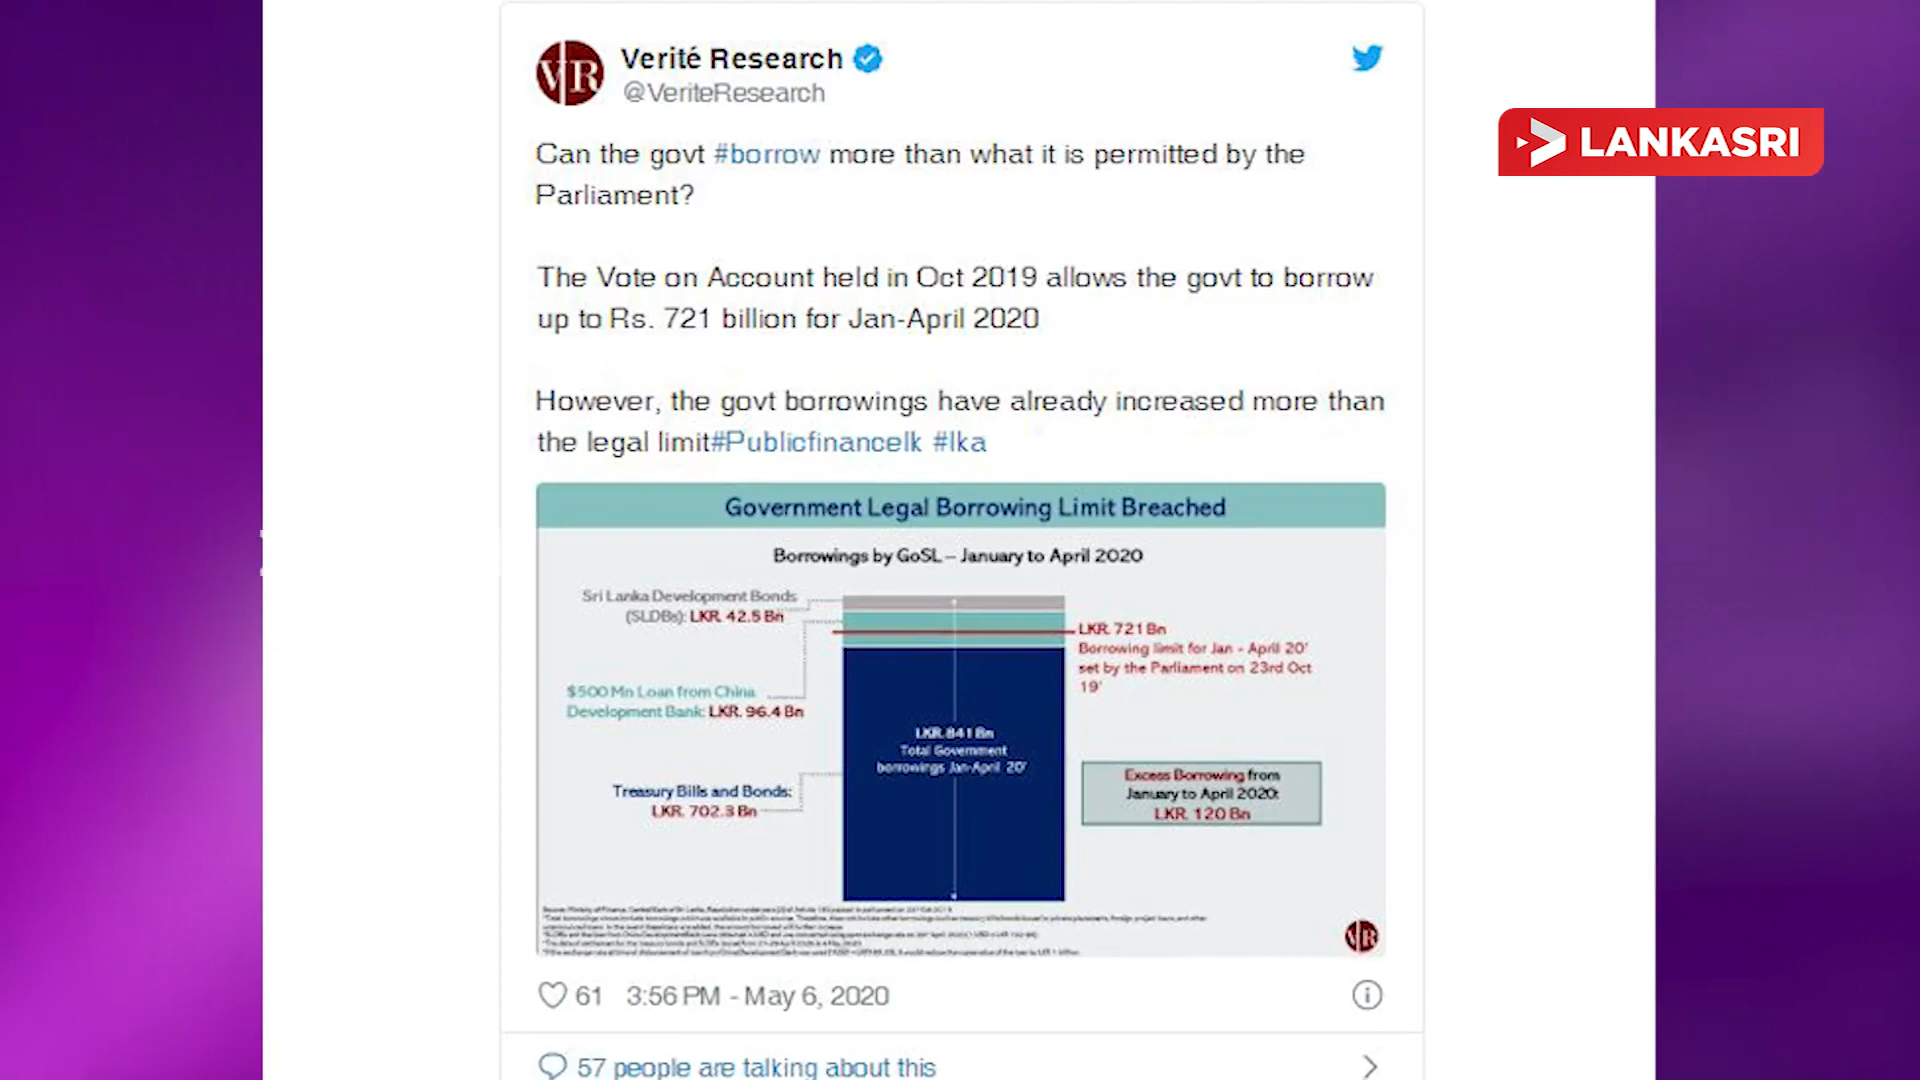 VR
Verité Research
@VeriteResearch
LANKASRI
Can the govt #borrow more than what it is permitted by the
Parliament?
The Vote on Account held in Oct 2019 allows the govt to borrow
up to Rs. 721 billion for Jan-April 2020
However, the govt borrowings have already increased more than
the legal limit#Publicfinancelk #lka
Government Legal Borrowing Limit Breached
Borrowings by GoSL – January to April 2020
Sri Lanka Development Bonds
(SLDBs): LKR. 42.5 Bn
LKR. 721 Bn
Borrowing limit for Jan - April 20'
set by the Parliament on 23rd Oct
19'
$500 Mn Loan from China
Development Bank: LKR. 96.4 Bn
LKR. 841 Bn
Total Government
borrowings Jan-April 20'
Treasury Bills and Bonds:
LKR. 702.3 Bn
Excess Borrowing from
January to April 2020:
LKR. 120 Bn
VR
61 3:56 PM - May 6, 2020
57 people are talking about this